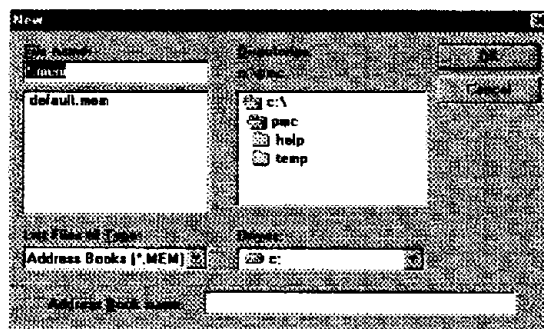 New
File Name:
*.mem
default.mem
List Files of Type:
Address Books (*.MEM)
Directories:
c:\pmc
c:\
pmc
help
temp
Drives:
c:
OK
Cancel
Address Book name: